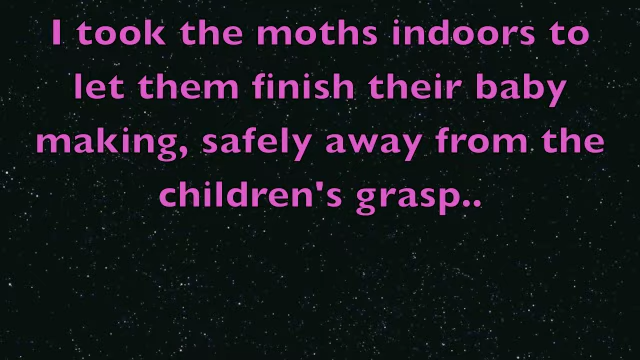 I took the moths indoors to
let them finish their baby
making, safely away from the
children's grasp..